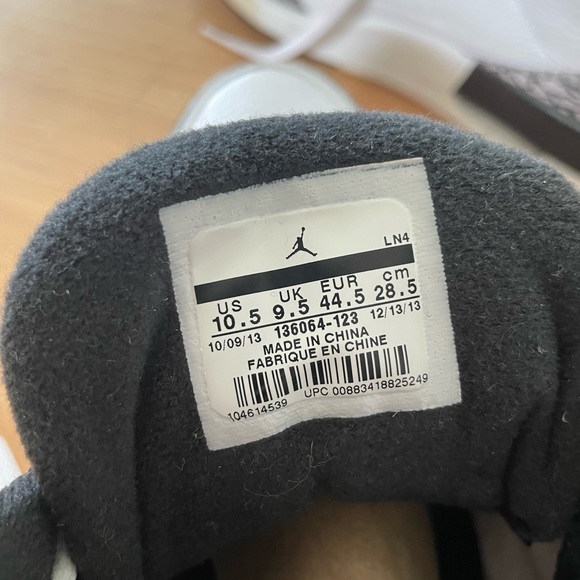 LN4
US UK EUR cm
10.5 9.5 44.5 28.5
10/09/13 136064-123 12/13/13
MADE IN CHINA
FABRIQUE EN CHINE
104614539 UPC 00883418825249